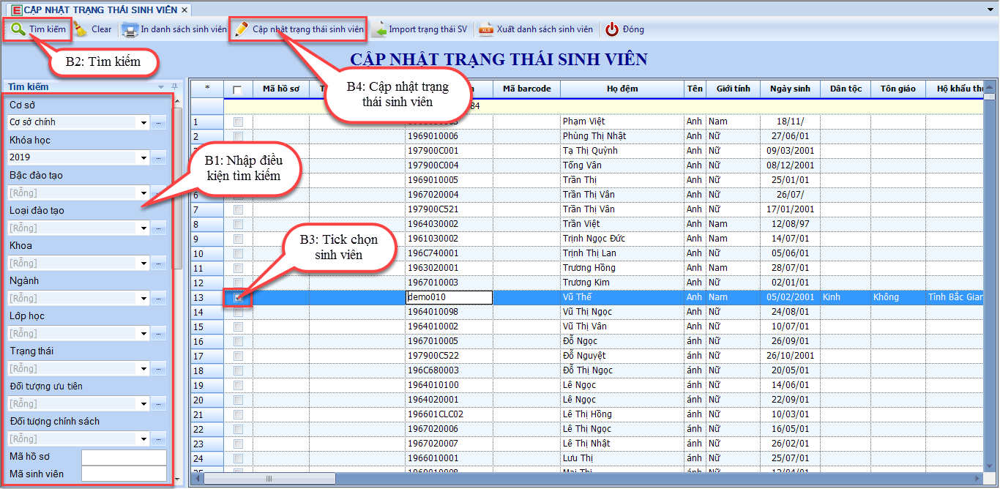 CẬP NHẬT TRẠNG THÁI SINH VIÊN
Tìm kiếm Clear In danh sách sinh viên Cập nhật trạng thái sinh viên Import trạng thái SV Xuất danh sách sinh viên Đóng
B2: Tìm kiếm
CẬP NHẬT TRẠNG THÁI SINH VIÊN
B4: Cập nhật trạng
thái sinh viên
Tìm kiếm
Cơ sở
Cơ sở chính
Khóa học
2019
Bậc đào tạo
[Rỗng]
Loại đào tạo
[Rỗng]
Khoa
[Rỗng]
Ngành
[Rỗng]
Lớp học
[Rỗng]
Trạng thái
[Rỗng]
Đối tượng ưu tiên
[Rỗng]
Đối tượng chính sách
[Rỗng]
Mã hồ sơ
Mã sinh viên
B1: Nhập điều
kiện tìm kiếm
B3: Tick chọn
sinh viên
* Mã hồ sơ Mã barcode Họ đệm Tên Giới tính Ngày sinh Dân tộc Tôn giáo Hộ khẩu
84
1 Phạm Việt Anh Nam 18/11/
2 1969010006 Phùng Thị Nhật Anh Nữ 27/06/01
197900C001 Tạ Thị Quỳnh Anh Nữ 09/03/2001
197900C004 Tống Vân Anh Nữ 08/12/2001
1969010005 Trần Thị Anh Nữ 25/01/01
6 1967020004 Trần Thị Vân Anh Nữ 26/07/
7 197900C521 Trần Thị Vân Anh Nữ 17/01/2001
8 1964030002 Trần Việt Anh Nam 12/08/97
9 1961030002 Trịnh Ngọc Đức Anh Nam 14/07/01
10 196C740001 Trịnh Thị Lan Anh Nữ 05/06/01
11 1963020001 Trương Hồng Anh Nam 28/07/01
12 1967010003 Trương Kim Anh Nữ 02/01/01
13 demo010 Vũ Thế Anh Nam 05/02/2001 Kinh Không Tỉnh Bắc Gian
14 1964010098 Vũ Thị Ngọc Anh Nữ 24/08/01
15 1964010002 Vũ Thị Vân Anh Nữ 10/07/01
16 1967010005 Đỗ Ngọc ánh Nữ 26/09/01
17 197900C522 Đỗ Nguyệt ánh Nữ 26/10/2001
18 196C680003 Đỗ Thị Ngọc ánh Nữ 20/05/01
19 1964010100 Lê Ngọc ánh Nữ 14/06/01
20 1964020001 Lê Ngọc ánh Nữ 22/09/01
21 196601CLC02 Lê Thị Hồng ánh Nữ 10/03/01
22 1967020006 Lê Thị Ngọc ánh Nữ 16/05/01
23 1967020007 Lê Thị Nhật ánh Nữ 26/02/01
24 1966010001 Lưu Thị ánh Nữ 25/07/01